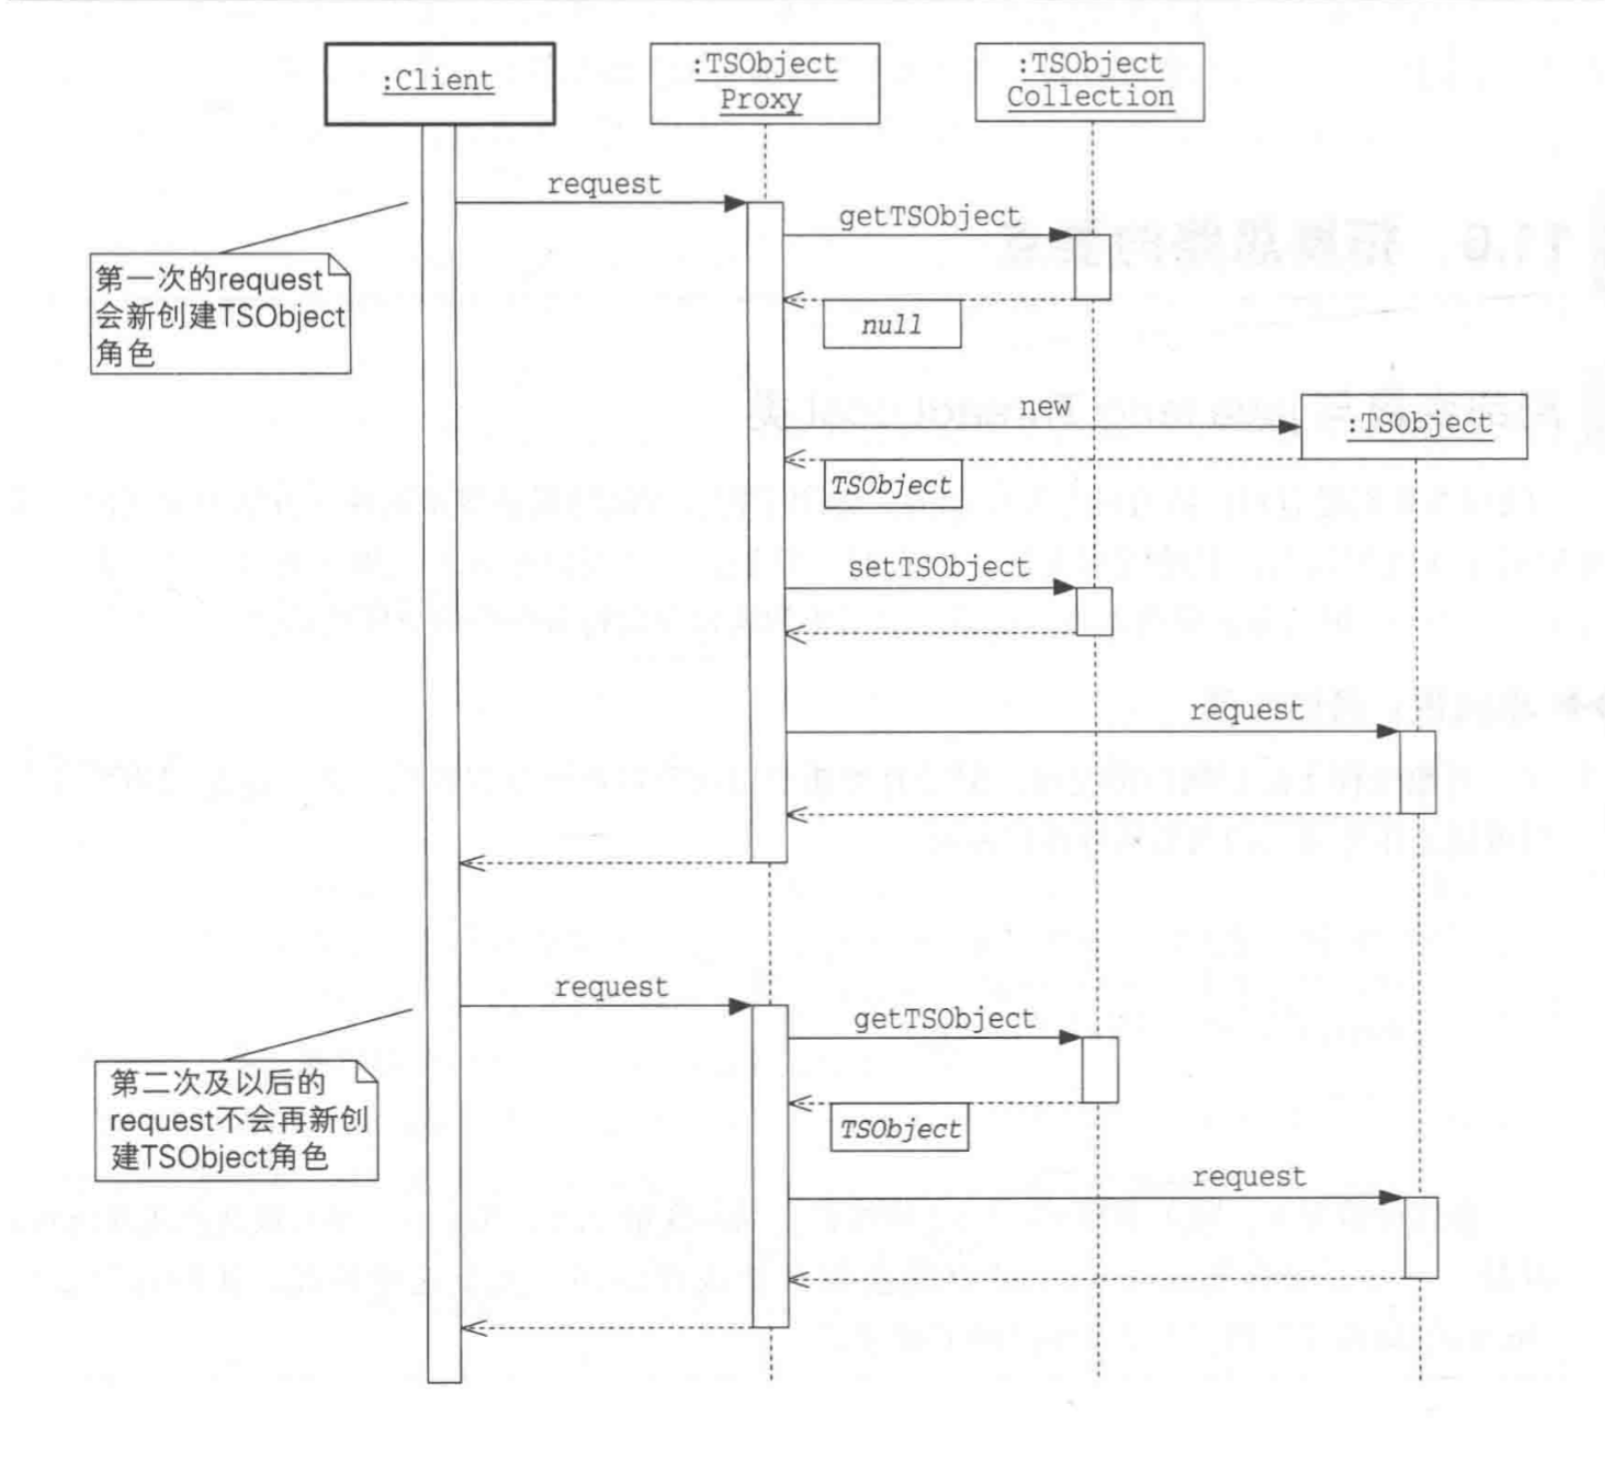 :Client
:TSObject
Proxy
:TSObject
Collection
request
getTSObject
第一次的request
会新创建TSObject
角色
null
new
:TSObject
TSObject
setTSObject
request
request
getTSObject
第二次及以后的
request不会再新创
建TSObject角色
TSObject
request